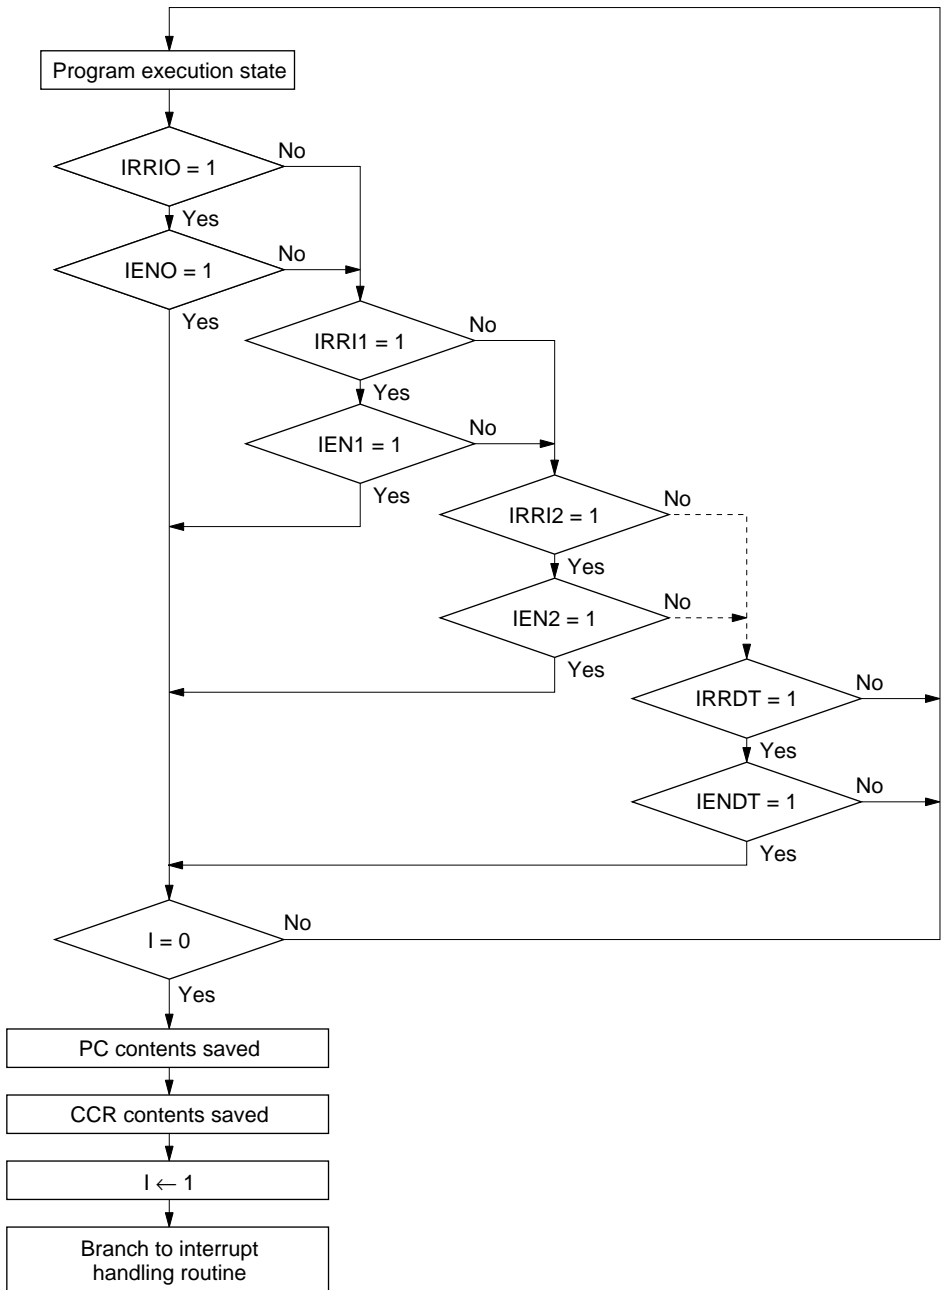 Program execution state
IRRIO = 1
No
Yes
IENO = 1
No
Yes
IRRI1 = 1
No
Yes
IEN1 = 1
No
Yes
IRRI2 = 1
No
Yes
IEN2 = 1
No
Yes
IRRDT = 1
No
Yes
IENDT = 1
No
Yes
I = 0
No
Yes
PC contents saved
CCR contents saved
I ← 1
Branch to interrupt
handling routine